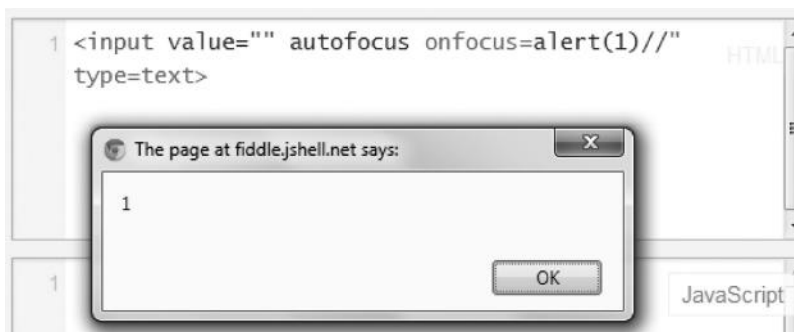 1 <input value="" autofocus onfocus=alert(1)//"
type=text>
HTML
The page at fiddle.jshell.net says:
x
1
OK
1
JavaScript